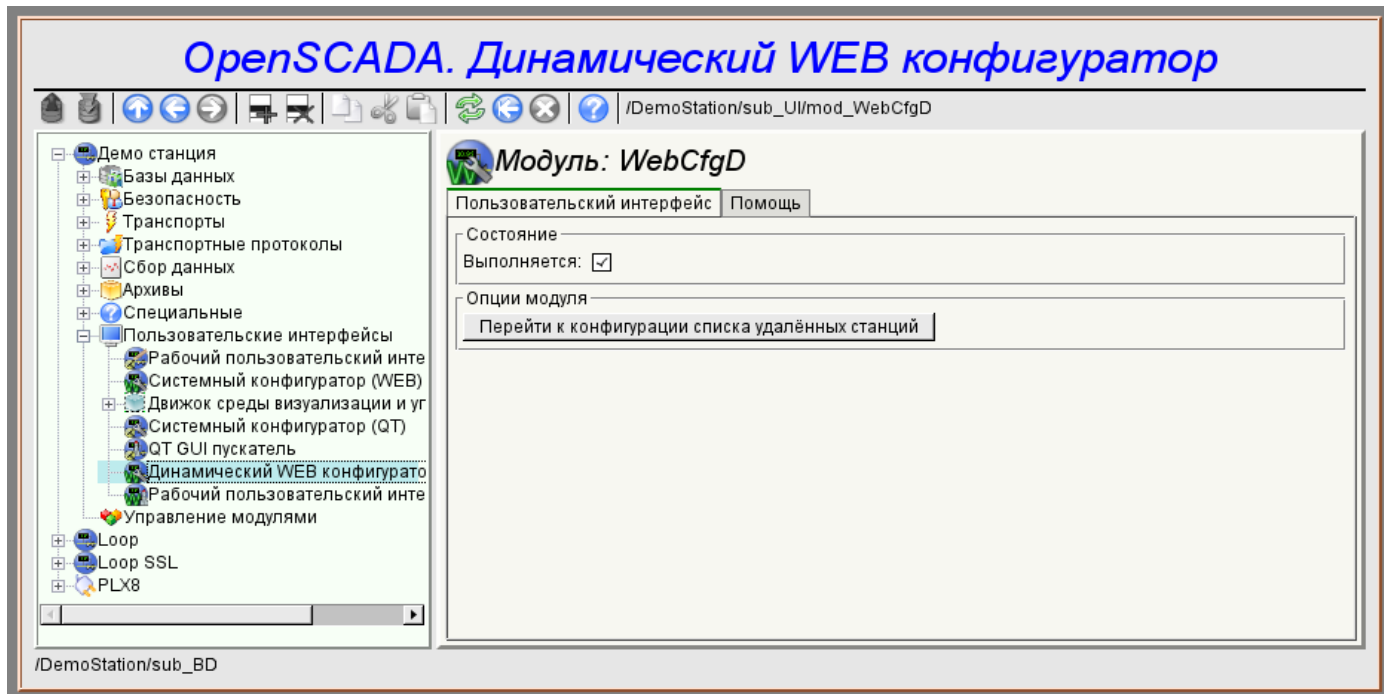 OpenSCADA. Динамический WEB конфигуратор
/DemoStation/sub_UI/mod_WebCfgD
Демо станция
Базы данных
Безопасность
Транспорты
Транспортные протоколы
Сбор данных
Архивы
Специальные
Пользовательские интерфейсы
Рабочий пользовательский инте
Системный конфигуратор (WEB)
Движок среды визуализации и уг
Системный конфигуратор (QT)
QT GUI пускатель
Динамический WEB конфигурато
Рабочий пользовательский инте
Управление модулями
Loop
Loop SSL
PLX8
Модуль: WebCfgD
Пользовательский интерфейс Помощь
Состояние
Выполняется:
Опции модуля
Перейти к конфигурации списка удалённых станций
/DemoStation/sub_BD